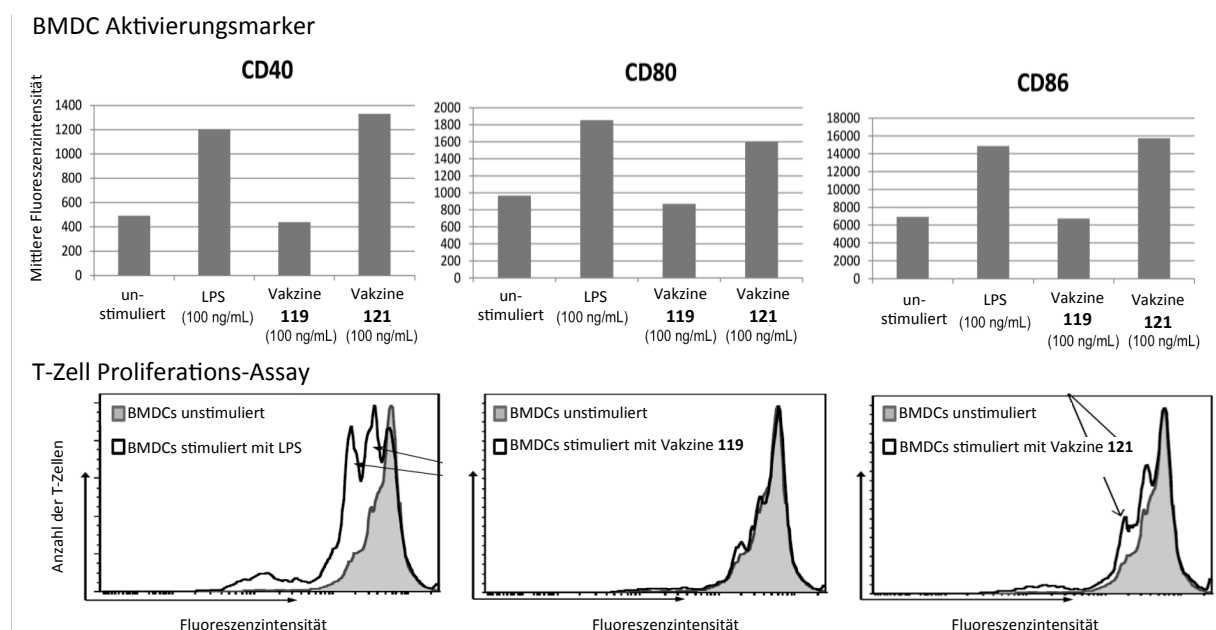 BMDC Aktivierungsmarker
CD40
CD80
CD86
Mittlere Fluoreszenzintensität
1400
1200
1000
800
600
400
200
0
un-
stimuliert
LPS
(100 ng/mL)
Vakzine
119
(100 ng/mL)
Vakzine
121
(100 ng/mL)
2000
1800
1600
1400
1200
1000
800
600
400
200
0
un-
stimuliert
LPS
(100 ng/mL)
Vakzine
119
(100 ng/mL)
Vakzine
121
(100 ng/mL)
18000
16000
14000
12000
10000
8000
6000
4000
2000
0
un-
stimuliert
LPS
(100 ng/mL)
Vakzine
119
(100 ng/mL)
Vakzine
121
(100 ng/mL)
T-Zell Proliferations-Assay
Anzahl der T-Zellen
BMDCs unstimuliert
BMDCs stimuliert mit LPS
Fluoreszenzintensität
BMDCs unstimuliert
BMDCs stimuliert mit Vakzine 119
Fluoreszenzintensität
BMDCs unstimuliert
BMDCs stimuliert mit Vakzine 121
Fluoreszenzintensität